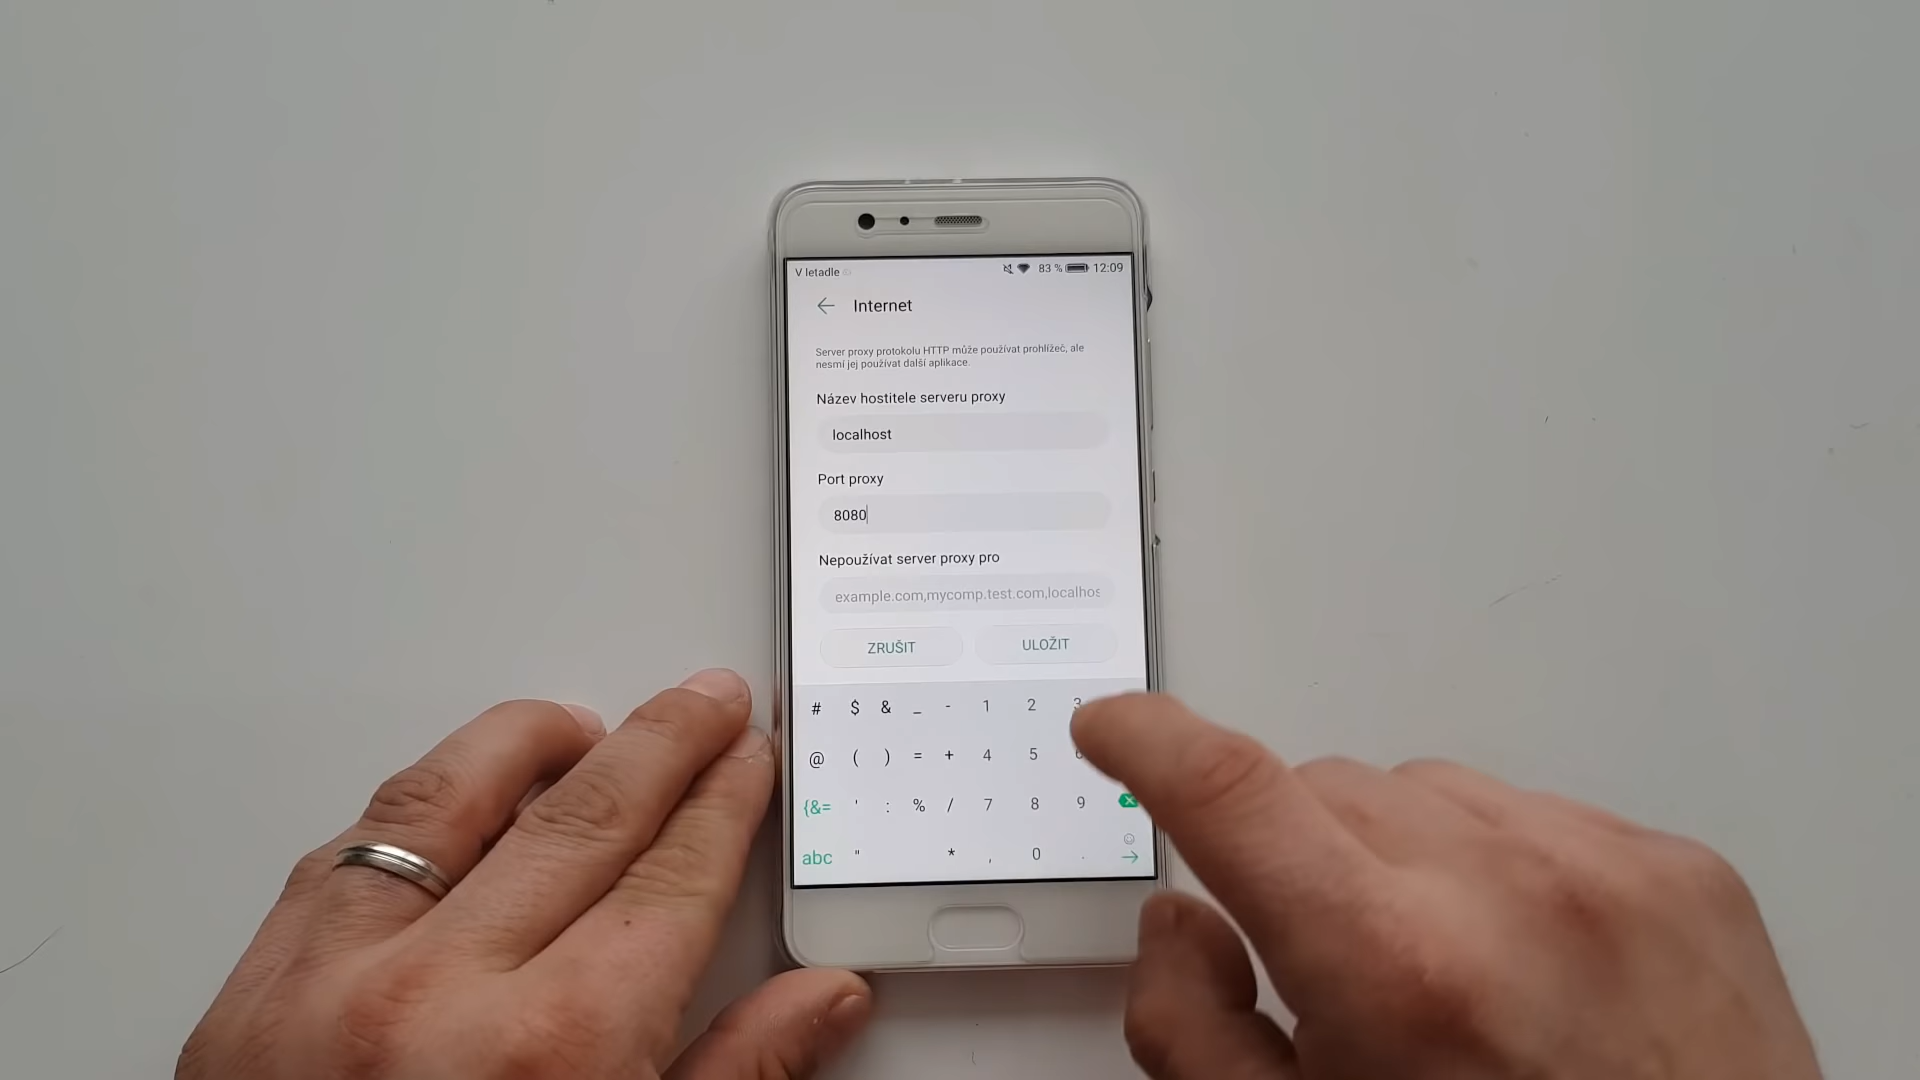 V letadle
83 % 12:09
Internet
Server proxy protokolu HTTP může používat prohlížeč, ale
nesmí jej používat další aplikace.
Název hostitele serveru proxy
localhost
Port proxy
8080
Nepoužívat server proxy pro
example.com,mycomp.test.com,localhos
ZRUŠIT ULOŽIT
# $ & _ - 1 2 3
@ ( ) = + 4 5 6
{&= ' : % / 7 8 9
abc " * , 0 .